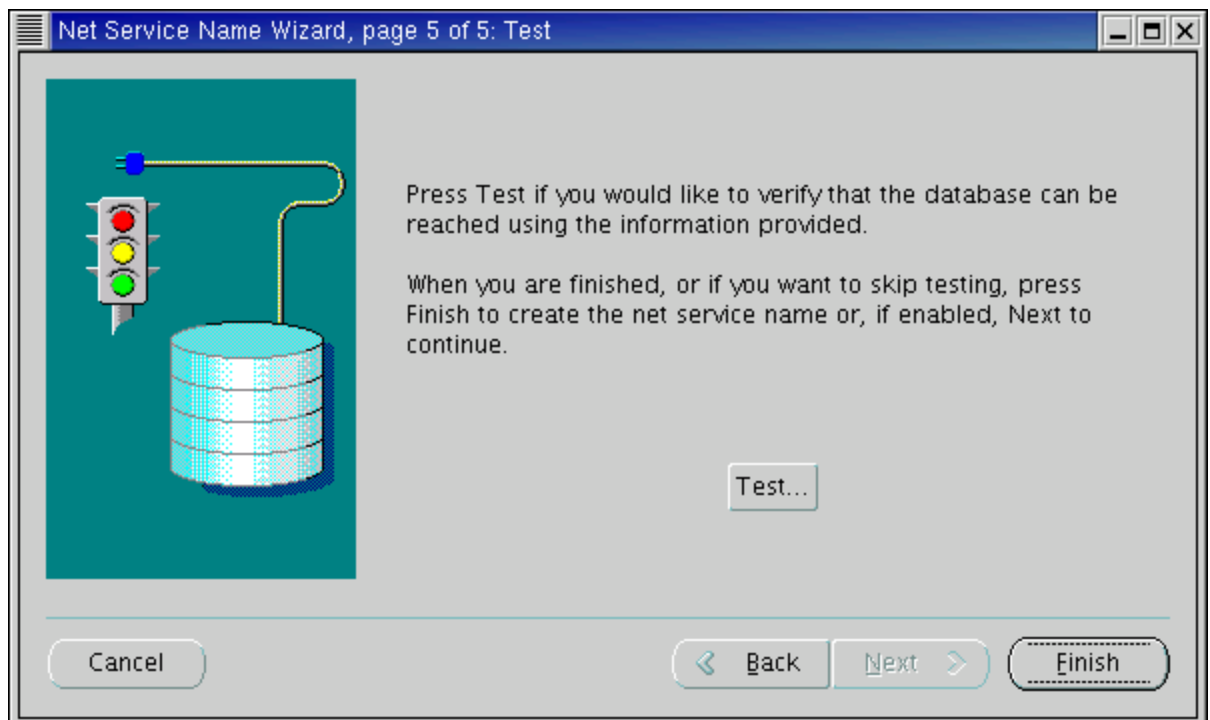 Net Service Name Wizard, page 5 of 5: Test
Press Test if you would like to verify that the database can be
reached using the information provided.
When you are finished, or if you want to skip testing, press
Finish to create the net service name or, if enabled, Next to
continue.
Test...
Cancel
Back
Next
Finish